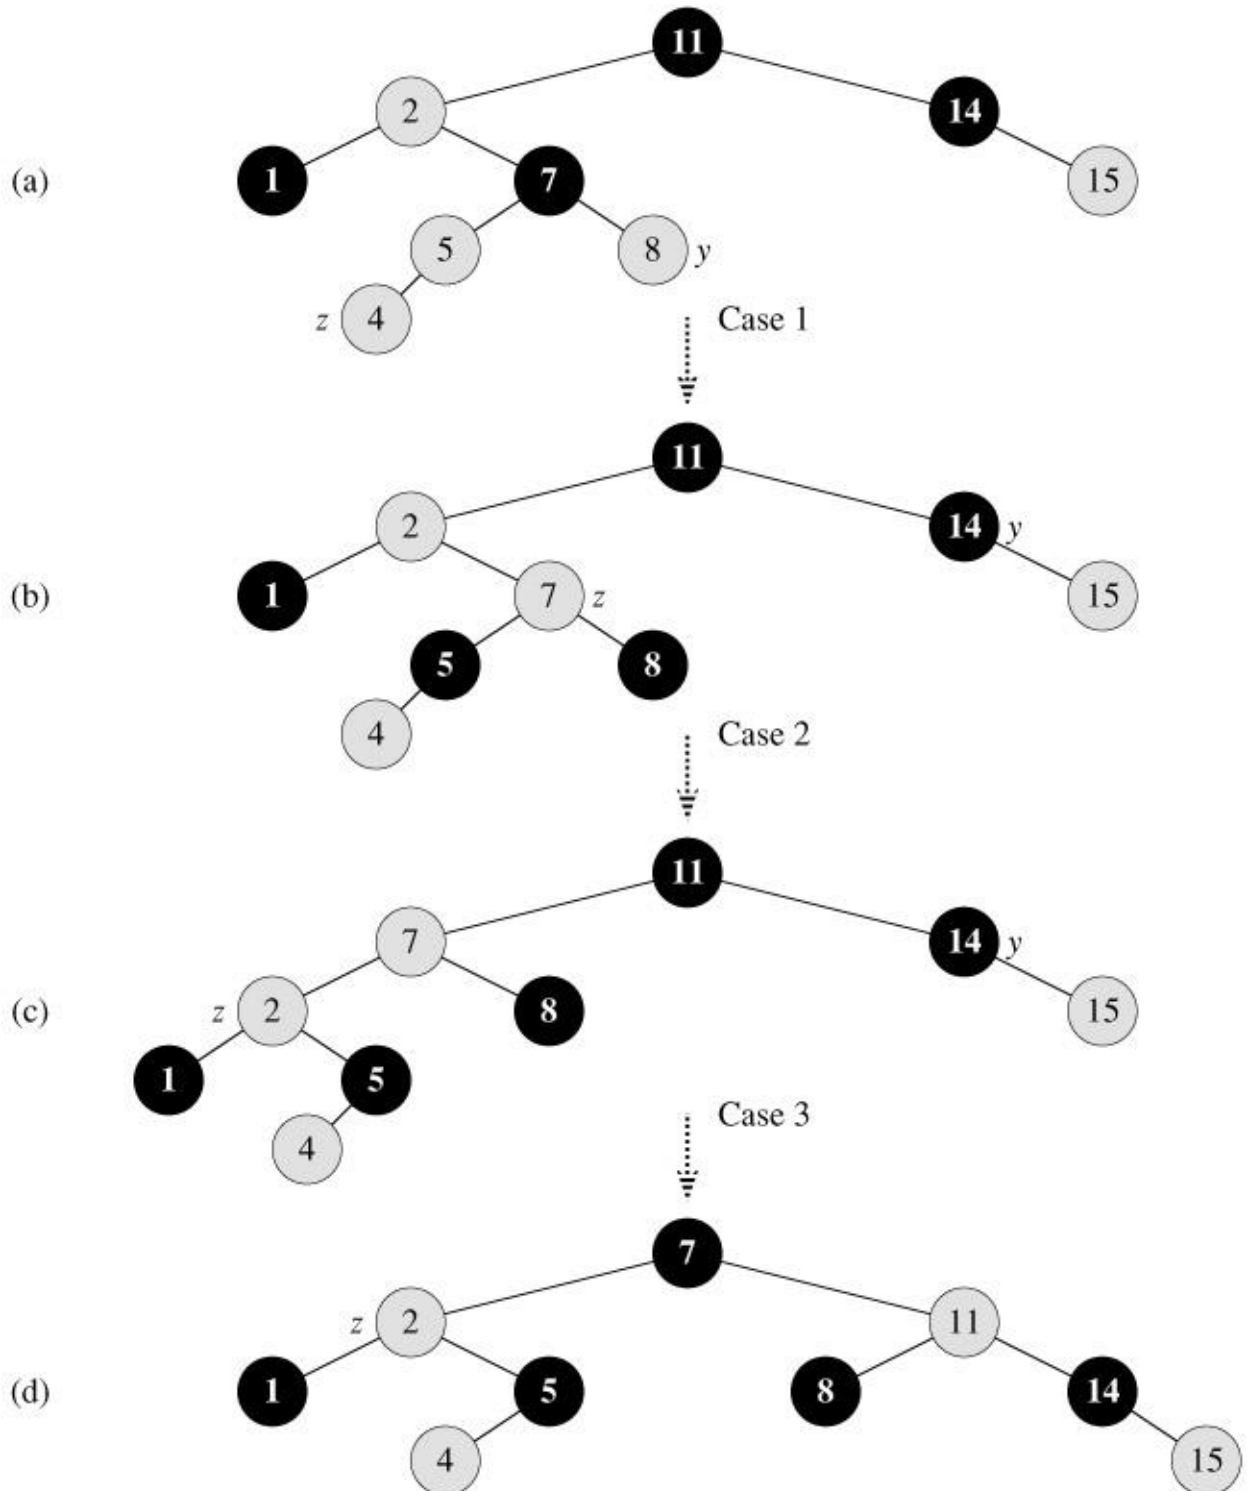 11
2 14
(a) 1 7 15
5 8 y
z 4 Case 1
11
2 14 y
(b) 1 7 z 15
5 8
4 Case 2
11
7 14 y
(c) z 2 8 15
1 5
Case 3
4
7
z 2 11
(d) 1 5 8 14
4 15